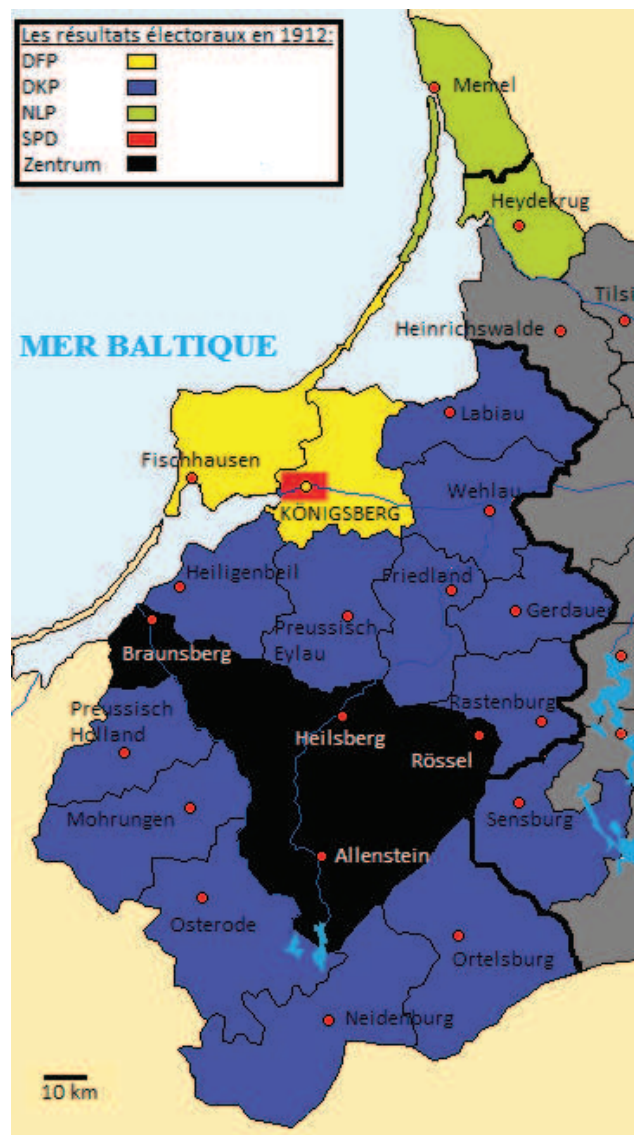 Les résultats électoraux en 1912:
DFP
DKP
NLP
SPD
Zentrum
Memel
Heydekrug
Tilsi
Heinrichswalde
MER BALTIQUE
Labiau
Fischhausen
Wehlau
KÖNIGSBERG
Heiligenbeil
Friedland
Gerdauen
Preussisch
Eylau
Braunsberg
Rastenburg
Preussisch
Holland
Heilsberg
Rössel
Mohrungen
Sensburg
Allenstein
Osterode
Ortelsburg
Neidenburg
10 km